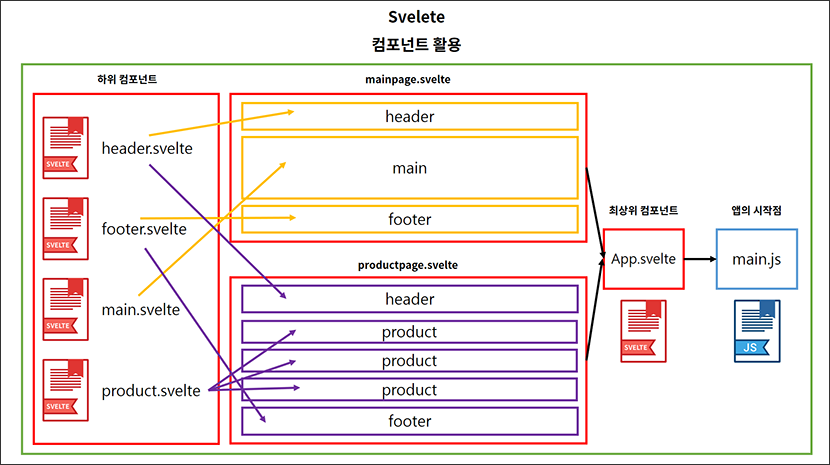 Svelete
컴포넌트 활용
하위 컴포넌트
mainpage.svelte
SVELTE
header.svelte
SVELTE
footer.svelte
SVELTE
main.svelte
SVELTE
product.svelte
header
main
footer
productpage.svelte
header
product
product
product
footer
최상위 컴포넌트
App.svelte
SVELTE
앱의 시작점
main.js
JS